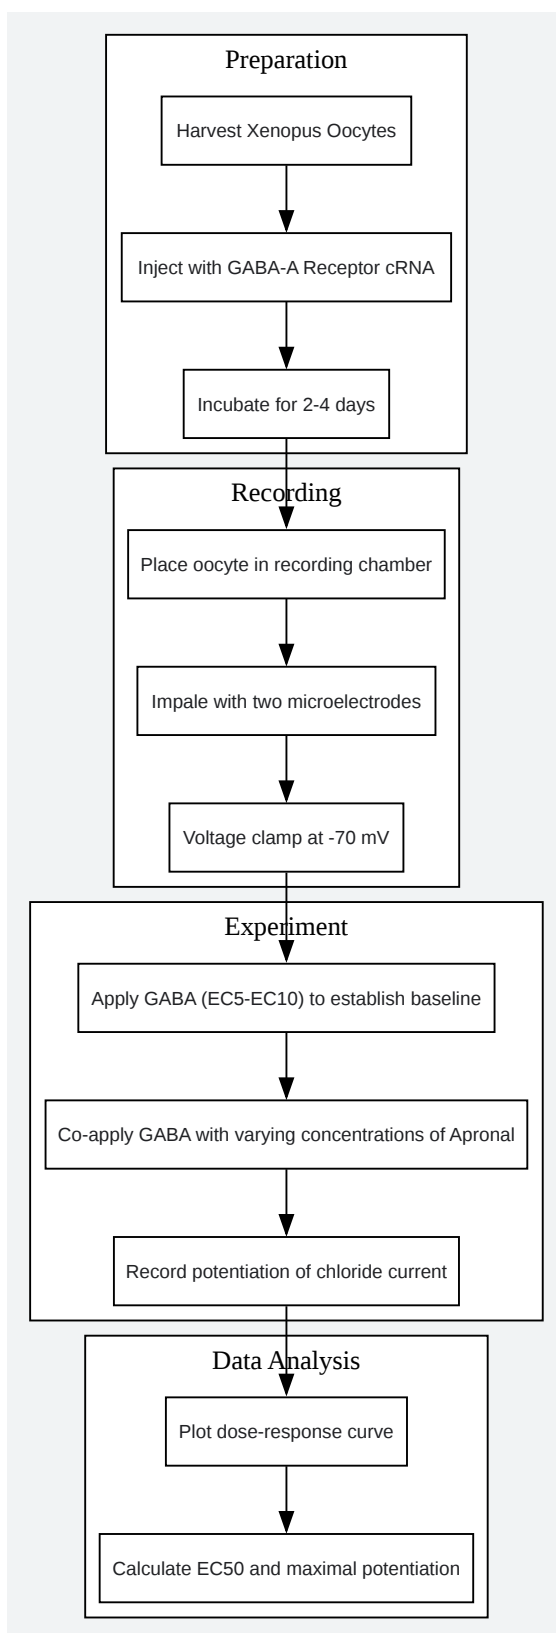 Preparation
Harvest Xenopus Oocytes
Inject with GABA-A Receptor cRNA
Incubate for 2-4 days
Recording
Place oocyte in recording chamber
Impale with two microelectrodes
Voltage clamp at -70 mV
Experiment
Apply GABA (EC5-EC10) to establish baseline
Co-apply GABA with varying concentrations of Apronal
Record potentiation of chloride current
Data Analysis
Plot dose-response curve
Calculate EC50 and maximal potentiation